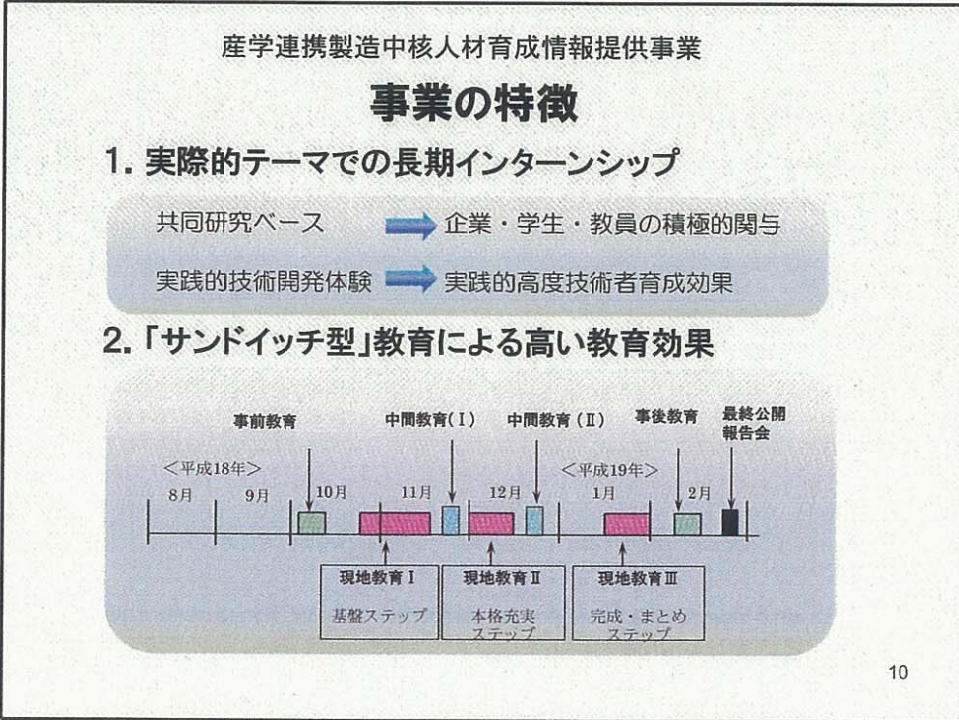 産学連携製造中核人材育成情報提供事業
事業の特徴
1. 実際的テーマでの長期インターンシップ
共同研究ベース
企業・学生・教員の積極的関与
実践的技術開発体験
実践的高度技術者育成効果
2.「サンドイッチ型」教育による高い教育効果
事前教育
中間教育(Ⅰ)
中間教育(Ⅱ)
事後教育
最終公開
報告会
<平成18年>
<平成19年>
8月
9月
10月
11月
12月
1月
2月
現地教育Ⅰ
基盤ステップ
現地教育Ⅱ
本格充実
ステップ
現地教育Ⅲ
完成・まとめ
ステップ
10